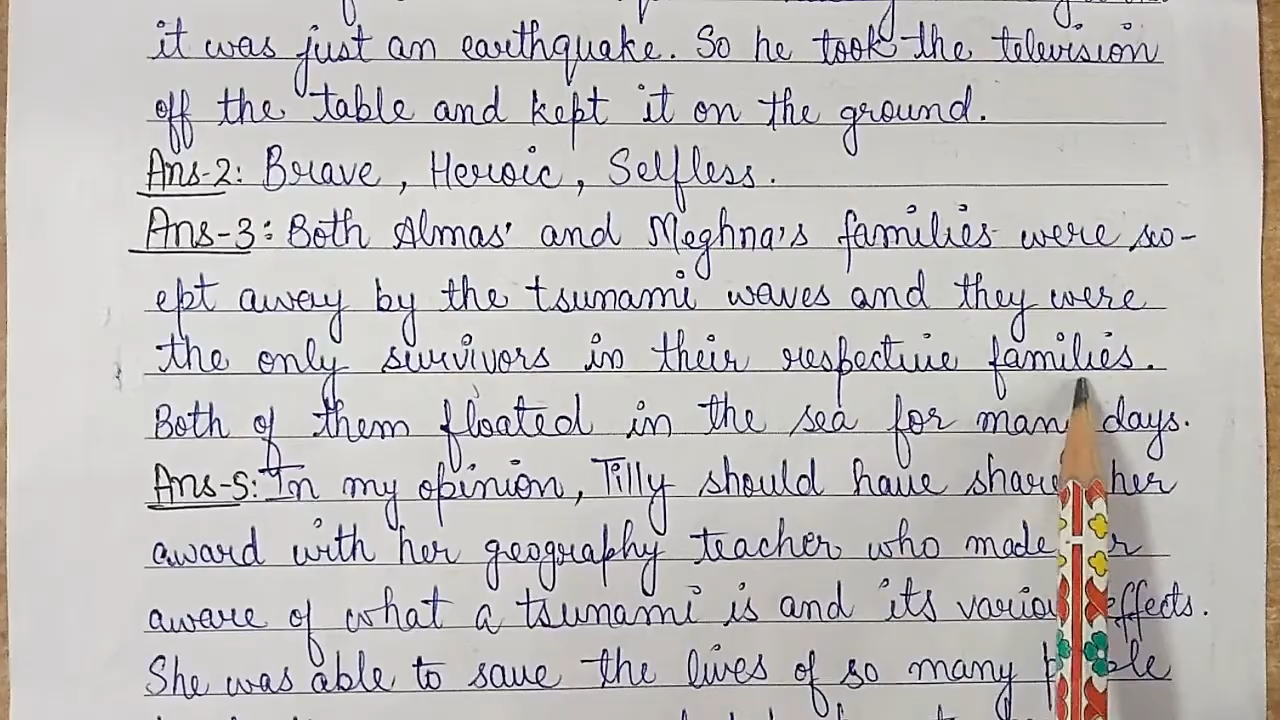 it was just an earthquake. So he took the television
off the table and kept it on the ground.
Ans-2: Brave, Heroic, Selfless.
Ans-3: Both Almas' and Meghna's families were sw-
ept away by the tsunami waves and they were
the only survivors in their respective families.
Both of them floated in the sea for many days.
Ans-5: In my opinion, Tilly should have share her
award with her geography teacher who made
aware of what a tsunami is and its effects.
She was able to save the lives of so many